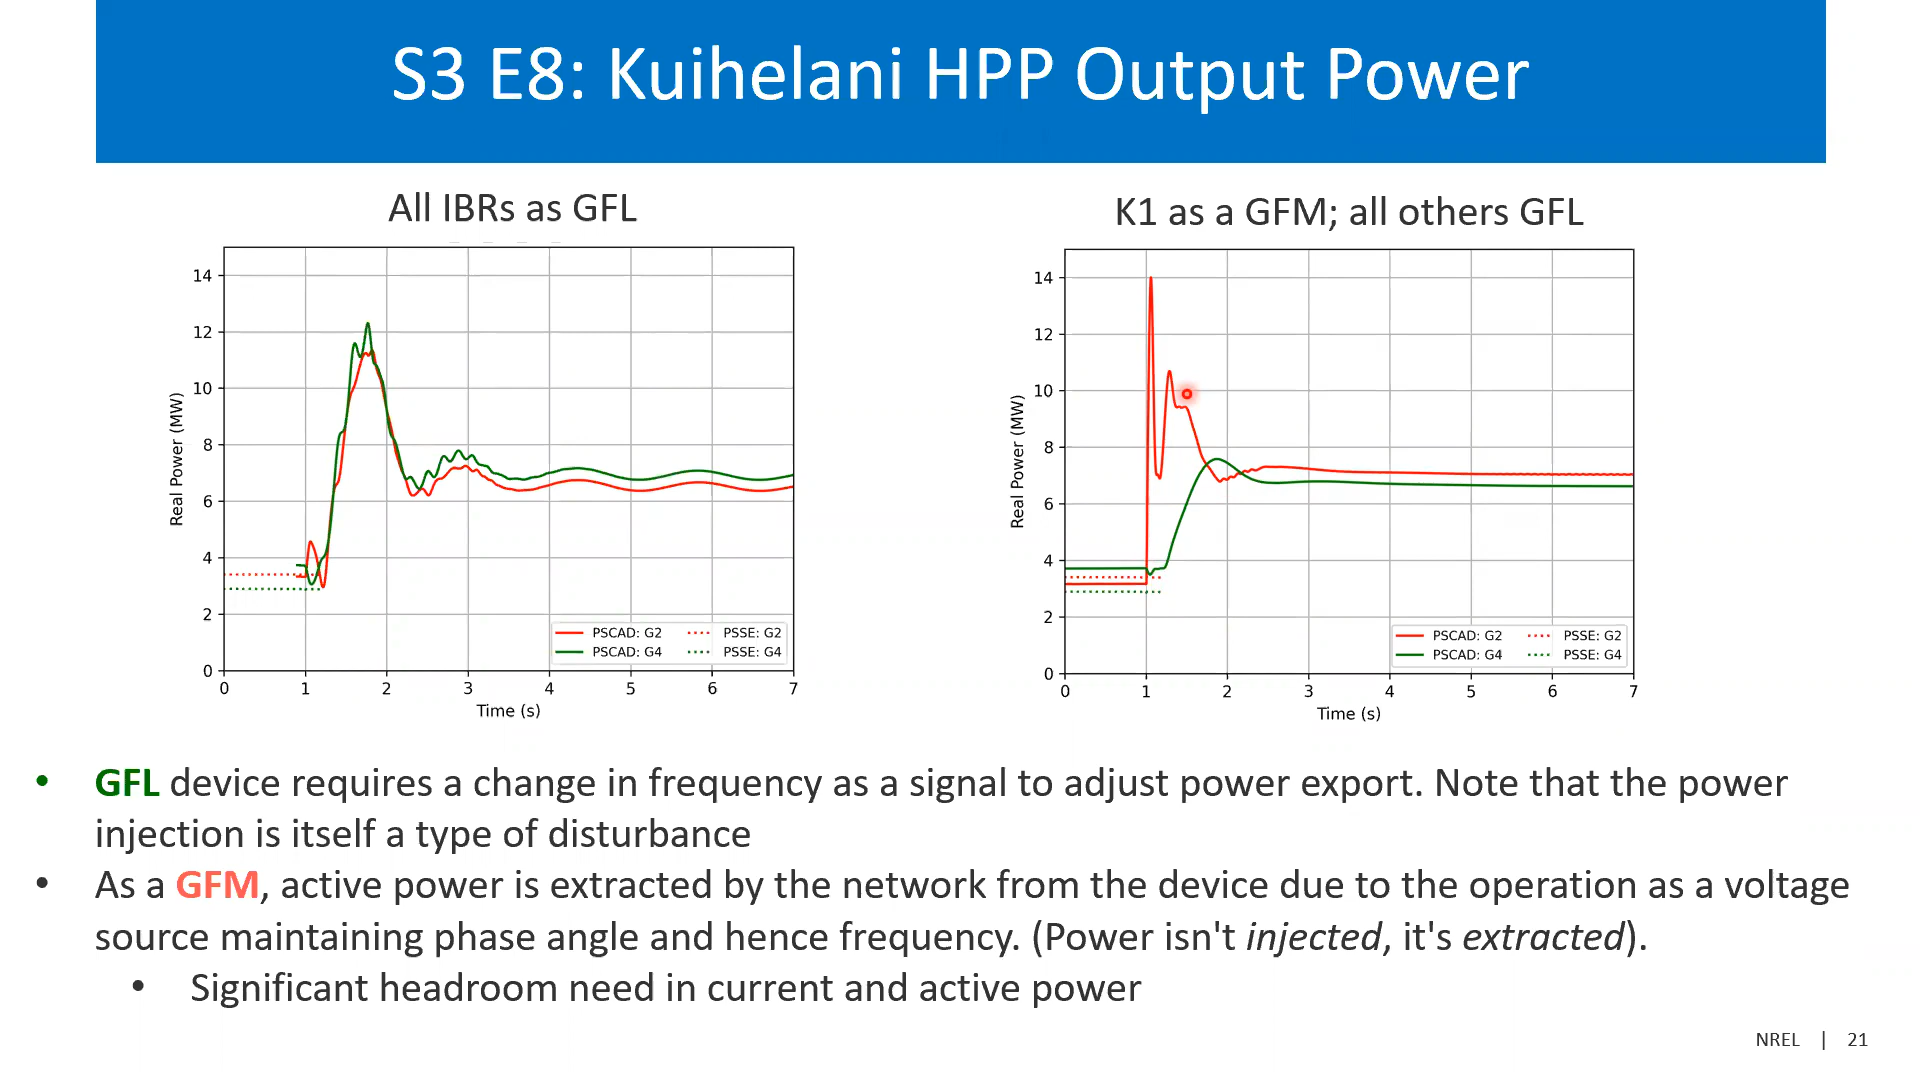 S3 E8: Kuihelani HPP Output Power
All IBRs as GFL
14
12
10
8
6
4
2
0
Real Power (MW)
0 1 2 3 4 5 6 7
Time (s)
PSCAD: G2 PSSE: G2
PSCAD: G4 PSSE: G4
K1 as a GFM; all others GFL
14
12
10
8
6
4
2
0
Real Power (MW)
0 1 2 3 4 5 6 7
Time (s)
PSCAD: G2 PSSE: G2
PSCAD: G4 PSSE: G4
• GFL device requires a change in frequency as a signal to adjust power export. Note that the power
injection is itself a type of disturbance
• As a GFM, active power is extracted by the network from the device due to the operation as a voltage
source maintaining phase angle and hence frequency. (Power isn't injected, it's extracted).
• Significant headroom need in current and active power
NREL | 21